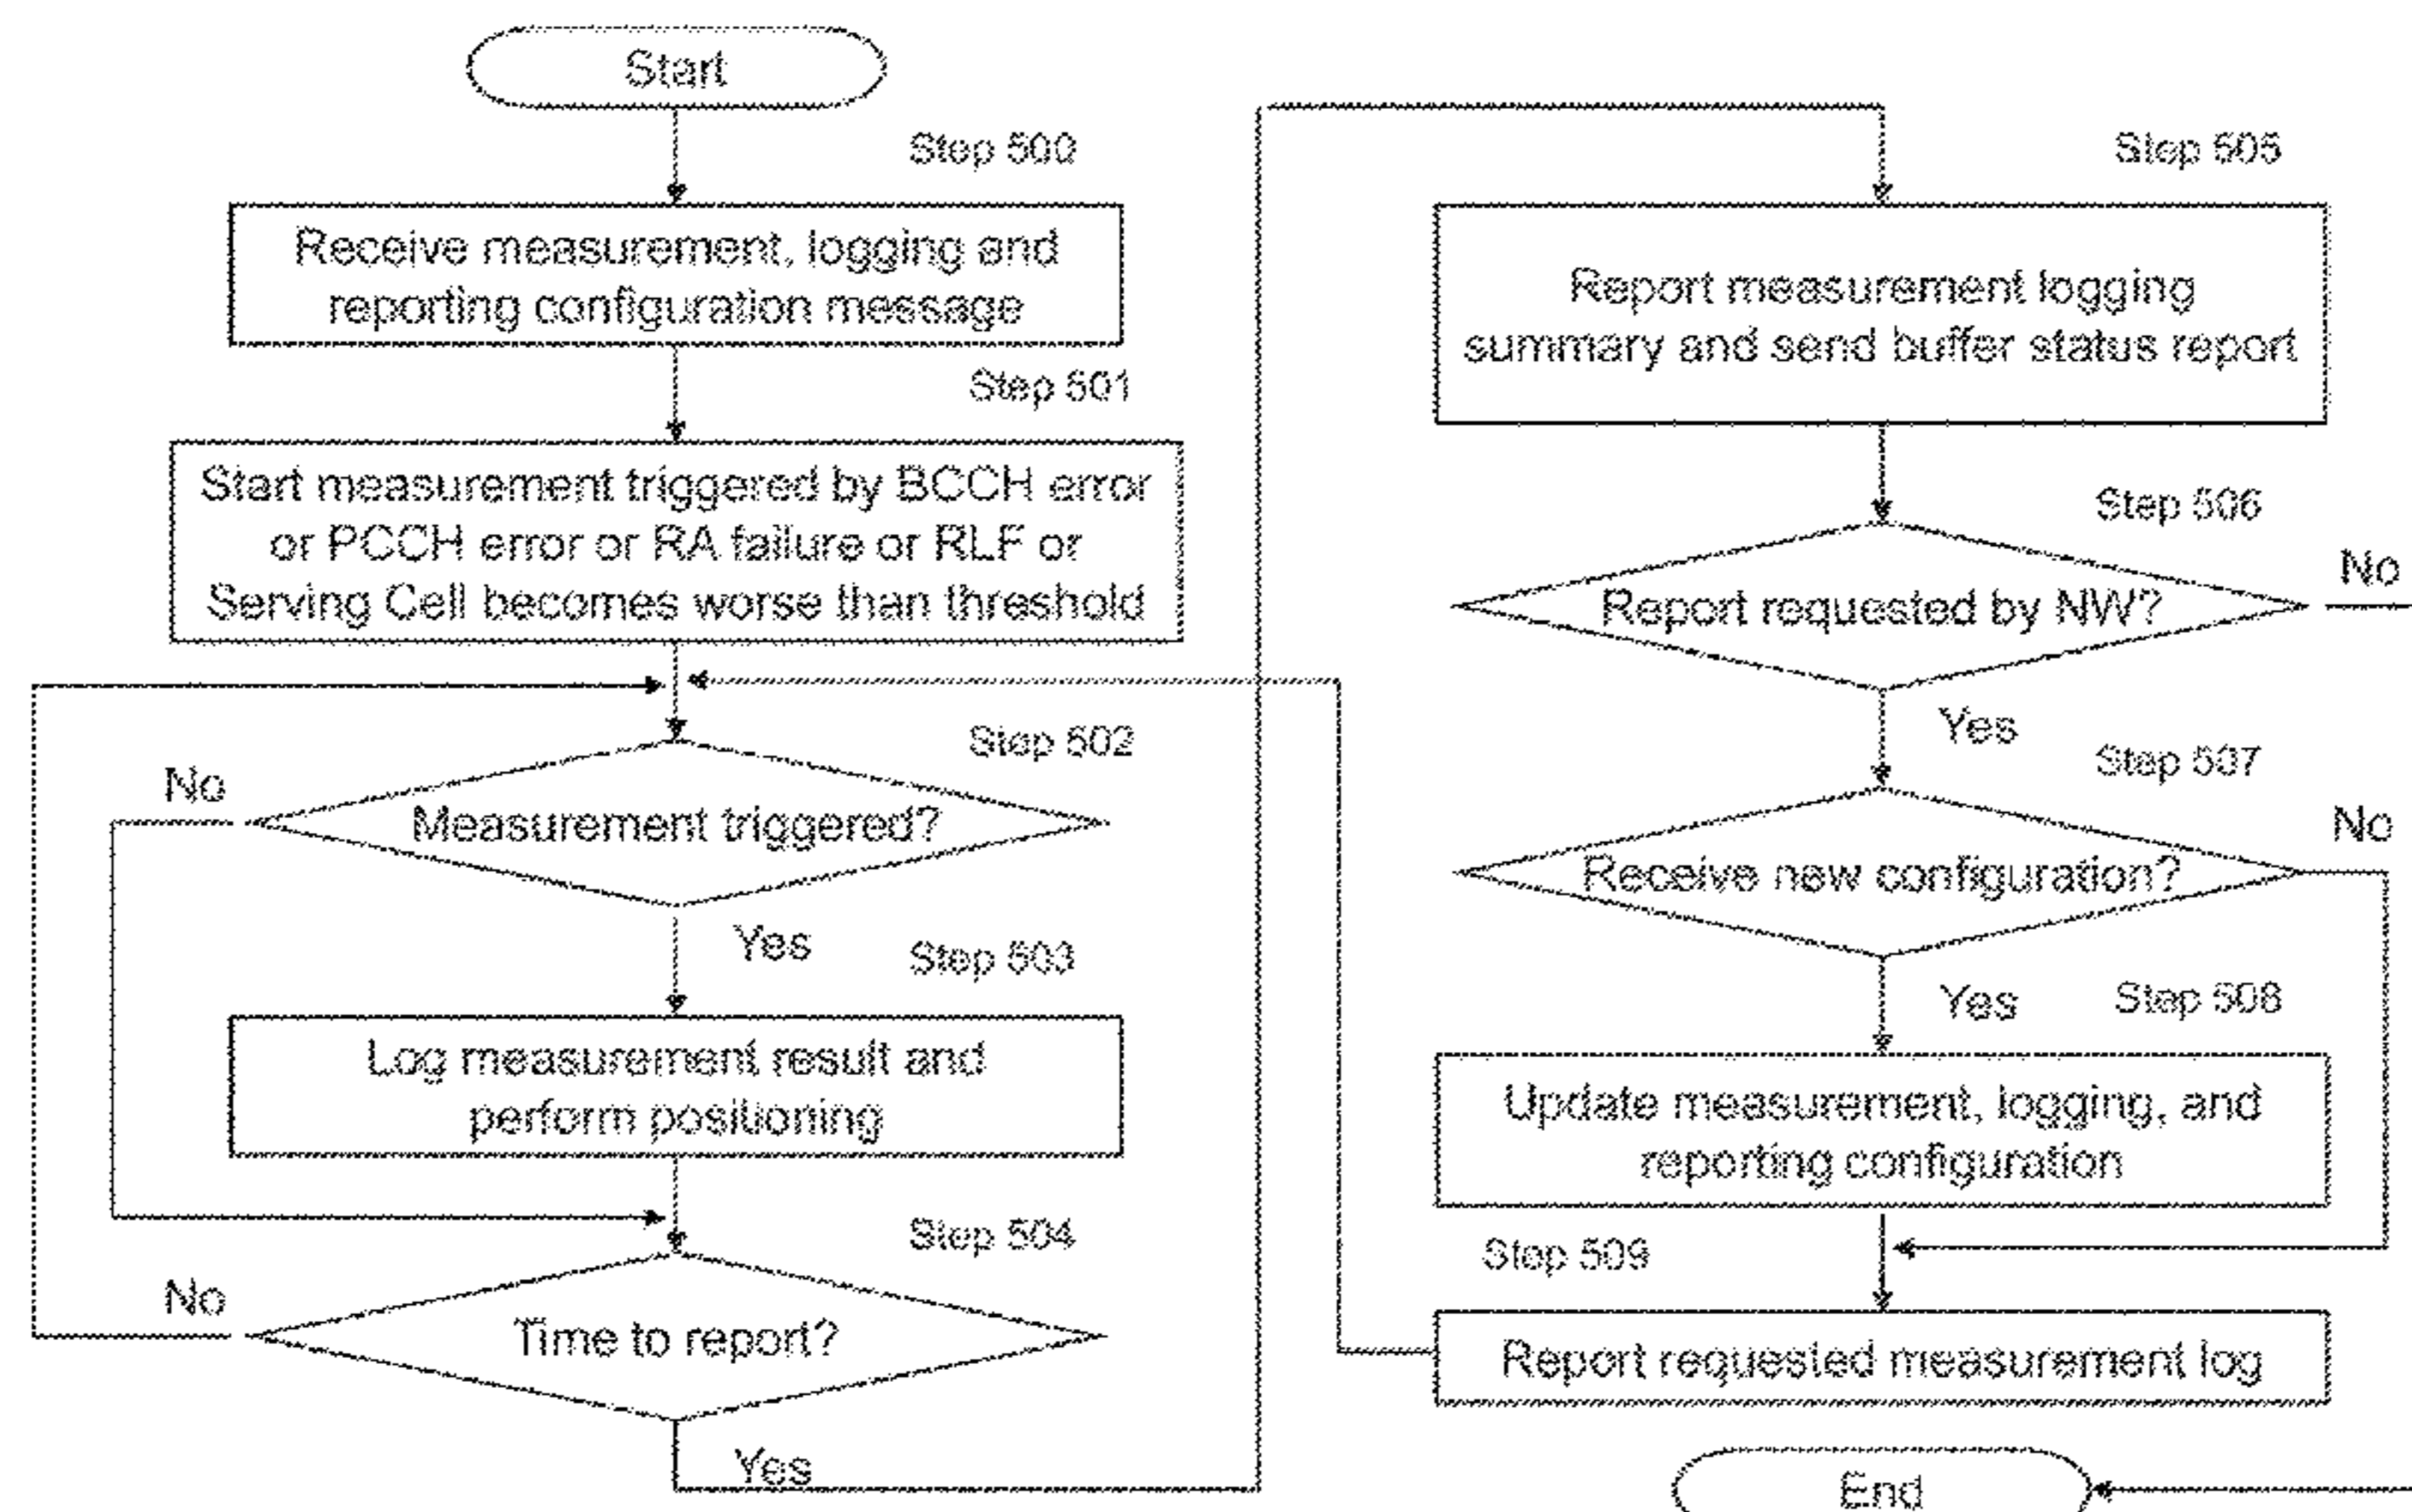 Start
Step 500
Receive measurement, logging and
reporting configuration message
Step 501
Start measurement triggered by BCCH error
or PCCH error or RA failure or RLF or
Serving Cell becomes worse than threshold
Step 502
No
Measurement triggered?
Yes
Step 503
Log measurement result and
perform positioning
Step 504
No
Time to report?
Yes
Step 505
Report measurement logging
summary and send buffer status report
Step 506
No
Report requested by NW?
Yes
Step 507
No
Receive new configuration?
Yes
Step 508
Update measurement, logging, and
reporting configuration
Step 509
Report requested measurement log
End